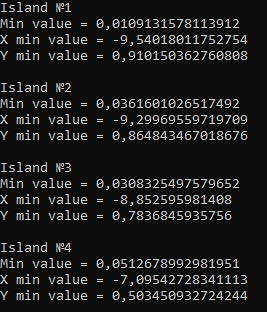 Island №1
Min value = 0,0109131578113912
X min value = -9,54018011752754
Y min value = 0,910150362760808
Island №2
Min value = 0,0361601026517492
X min value = -9,29969559719709
Y min value = 0,864843467018676
Island №3
Min value = 0,0308325497579652
X min value = -8,852595981408
Y min value = 0,7836845935756
Island №4
Min value = 0,0512678992981951
X min value = -7,09542728341113
Y min value = 0,503450932724244